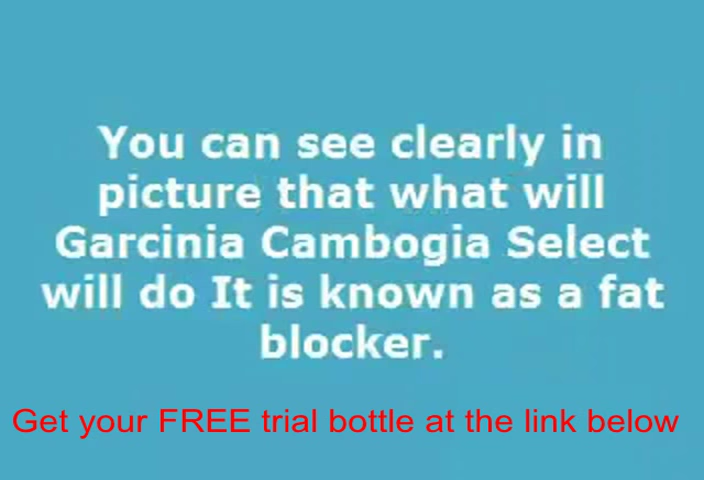 You can see clearly in
picture that what will
Garcinia Cambogia Select
will do It is known as a fat
blocker.
Get your FREE trial bottle at the link below